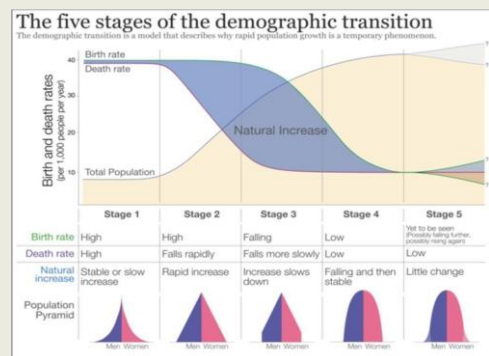 The five stages of the demographic transition
The demographic transition is a model that describes why rapid population growth is a temporary phenomenon.
Birth and death rates
(per 1,000 people per year)
40
30
20
10
Birth rate
Death rate
Natural Increase
Total Population
?
?
?
?
Stage 1
Stage 2
Stage 3
Stage 4
Stage 5
Birth rate
High
High
Falling
Low
Yet to be seen
(Possibly falling further,
possibly rising again)
Death rate
High
Falls rapidly
Falls more slowly
Low
Low
Natural
increase
Stable or slow
increase
Rapid increase
Increase slows
down
Falling and then
stable
Little change
Population
Pyramid
Men Women
Men Women
Men Women
Men Women
Men Women